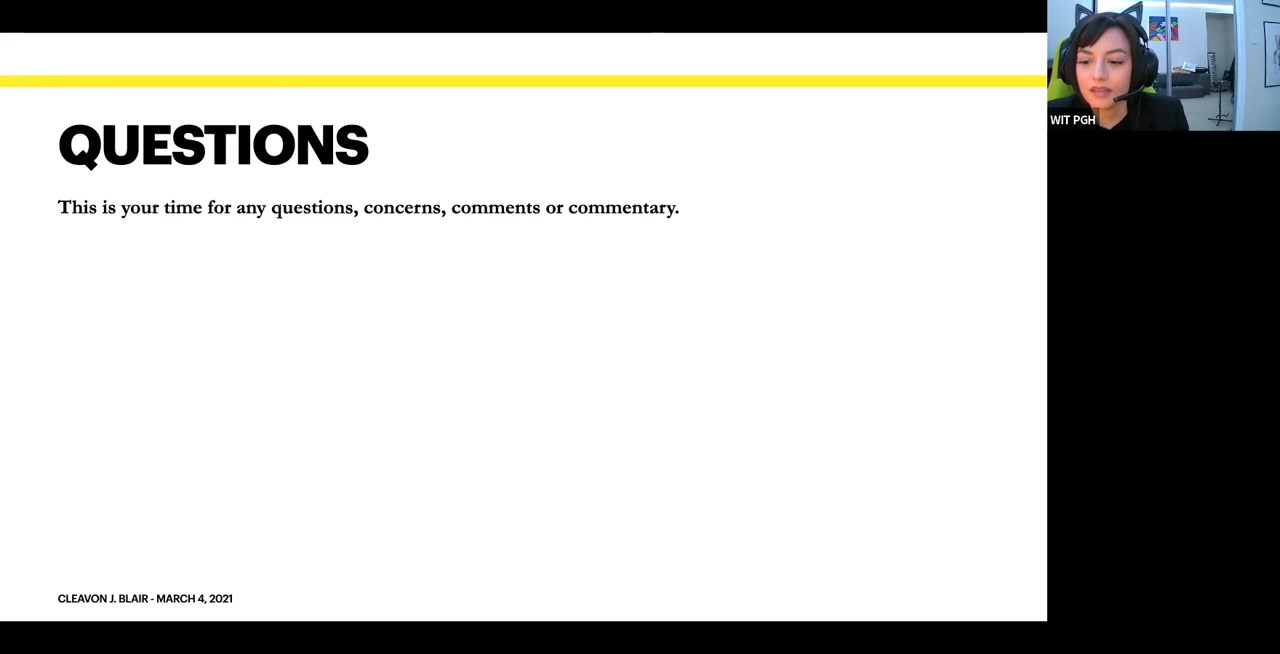 QUESTIONS
This is your time for any questions, concerns, comments or commentary.
CLEAVON J. BLAIR - MARCH 4, 2021
WIT PGH